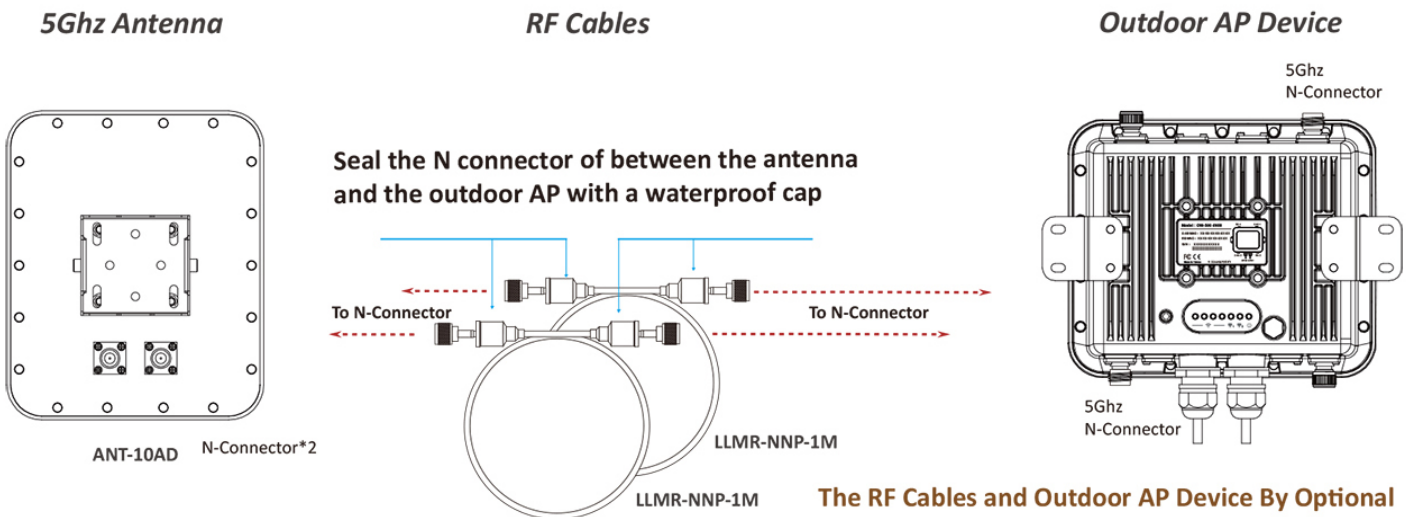 5Ghz Antenna
RF Cables
Outdoor AP Device
5Ghz
N-Connector
Seal the N connector of between the antenna
and the outdoor AP with a waterproof cap
To N-Connector
To N-Connector
5Ghz
N-Connector
ANT-10AD
N-Connector*2
LLMR-NNP-1M
LLMR-NNP-1M
The RF Cables and Outdoor AP Device By Optional